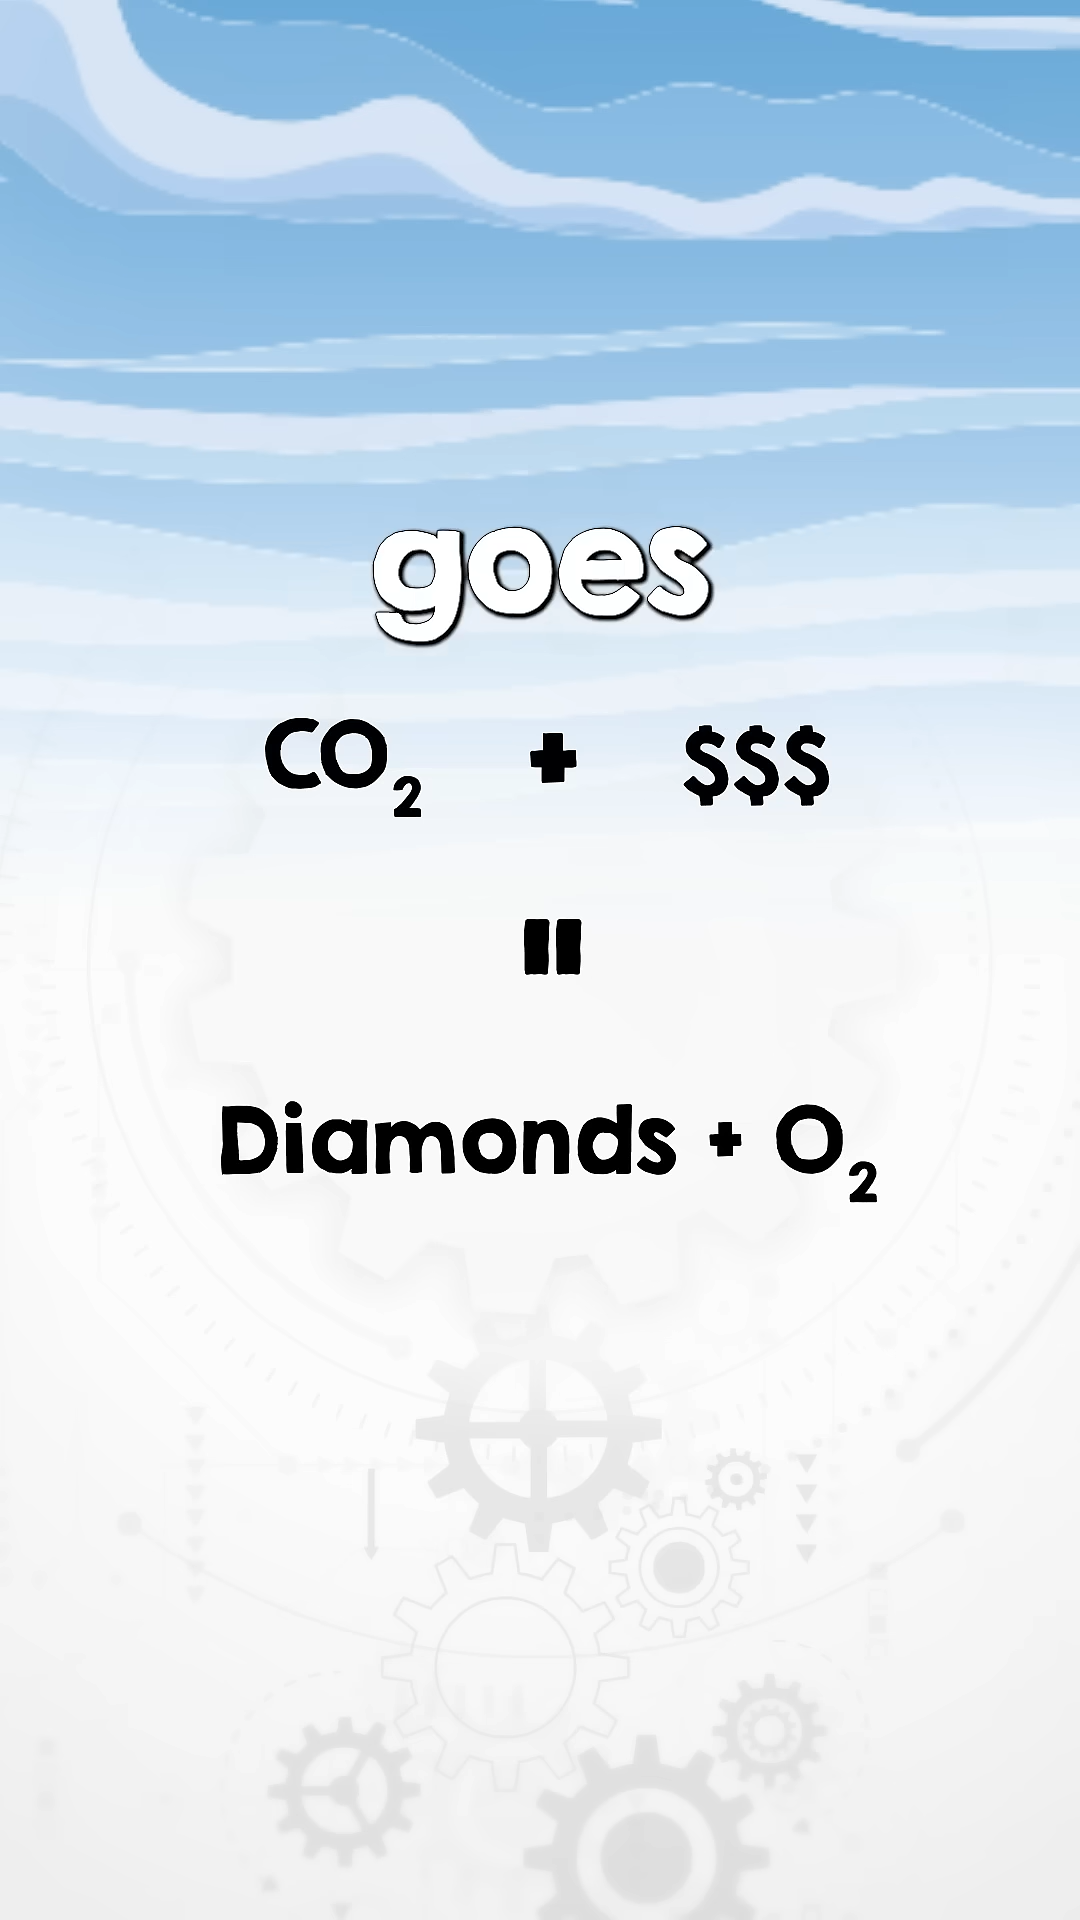 goes
CO₂ + $$$
=
Diamonds + O₂